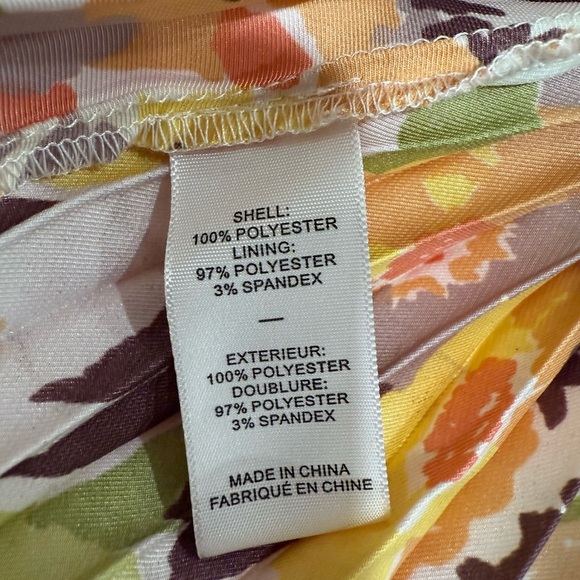 SHELL:
100% POLYESTER
LINING:
97% POLYESTER
3% SPANDEX
—
EXTERIEUR:
100% POLYESTER
DOUBLURE:
97% POLYESTER
3% SPANDEX
MADE IN CHINA
FABRIQUÉ EN CHINE